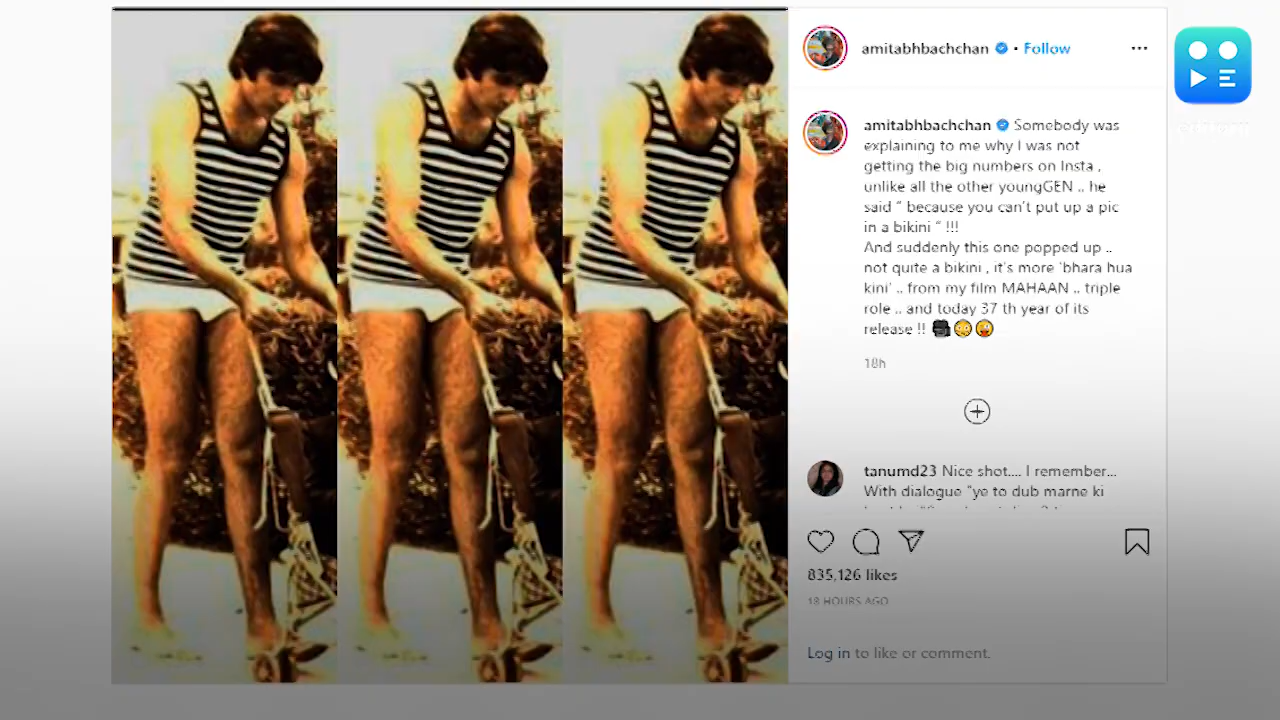 amitabhbachchan • Follow
amitabhbachchan Somebody was
explaining to me why I was not
getting the big numbers on Insta ,
unlike all the other youngGEN .. he
said " because you can't put up a pic
in a bikini " !!!
And suddenly this one popped up ..
not quite a bikini , it's more 'bhara hua
kini' .. from my film MAHAAN .. triple
role .. and today 37 th year of its
release !!
18h
tanumd23 Nice shot.... I remember...
With dialogue "ye to dub marne ki
835,126 likes
18 HOURS AGO
Log in to like or comment.